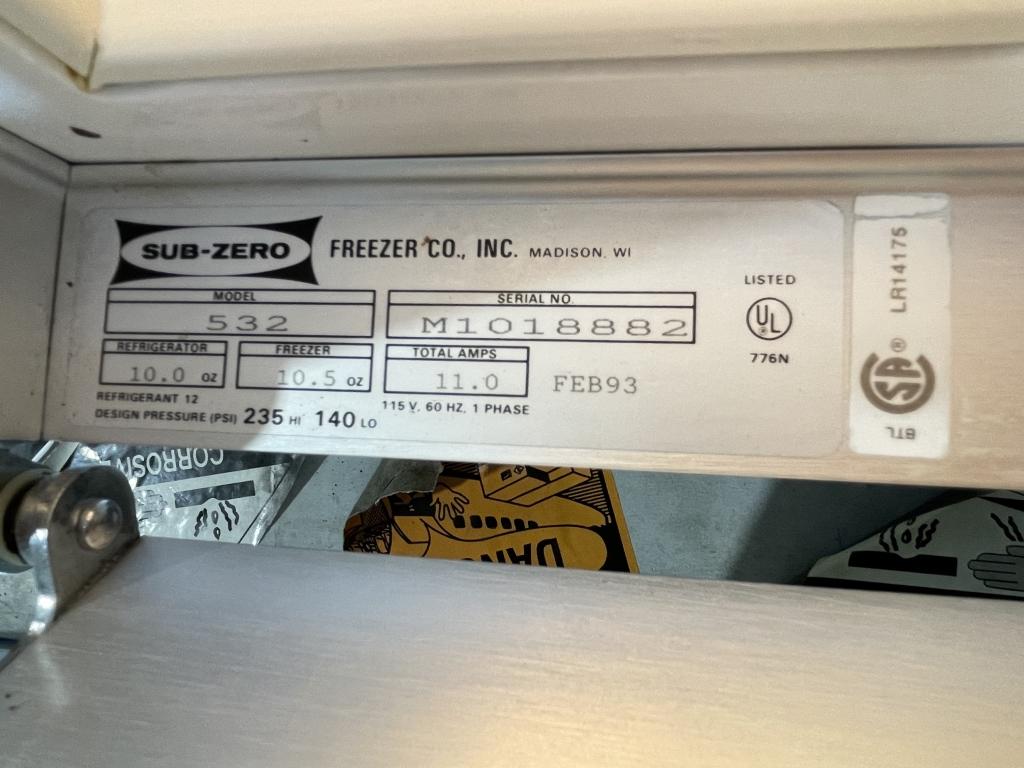 SUB-ZERO FREEZER CO., INC. MADISON, WI
MODEL
532
SERIAL NO.
M1018882
REFRIGERATOR
10.0 oz
FREEZER
10.5 oz
TOTAL AMPS
11.0
FEB93
REFRIGERANT 12
DESIGN PRESSURE (PSI) 235 HI 140 LO
115 V, 60 HZ, 1 PHASE
LISTED
UL
®
776N
LR14175
SA ®
BTL
CORROSIVE
DANG